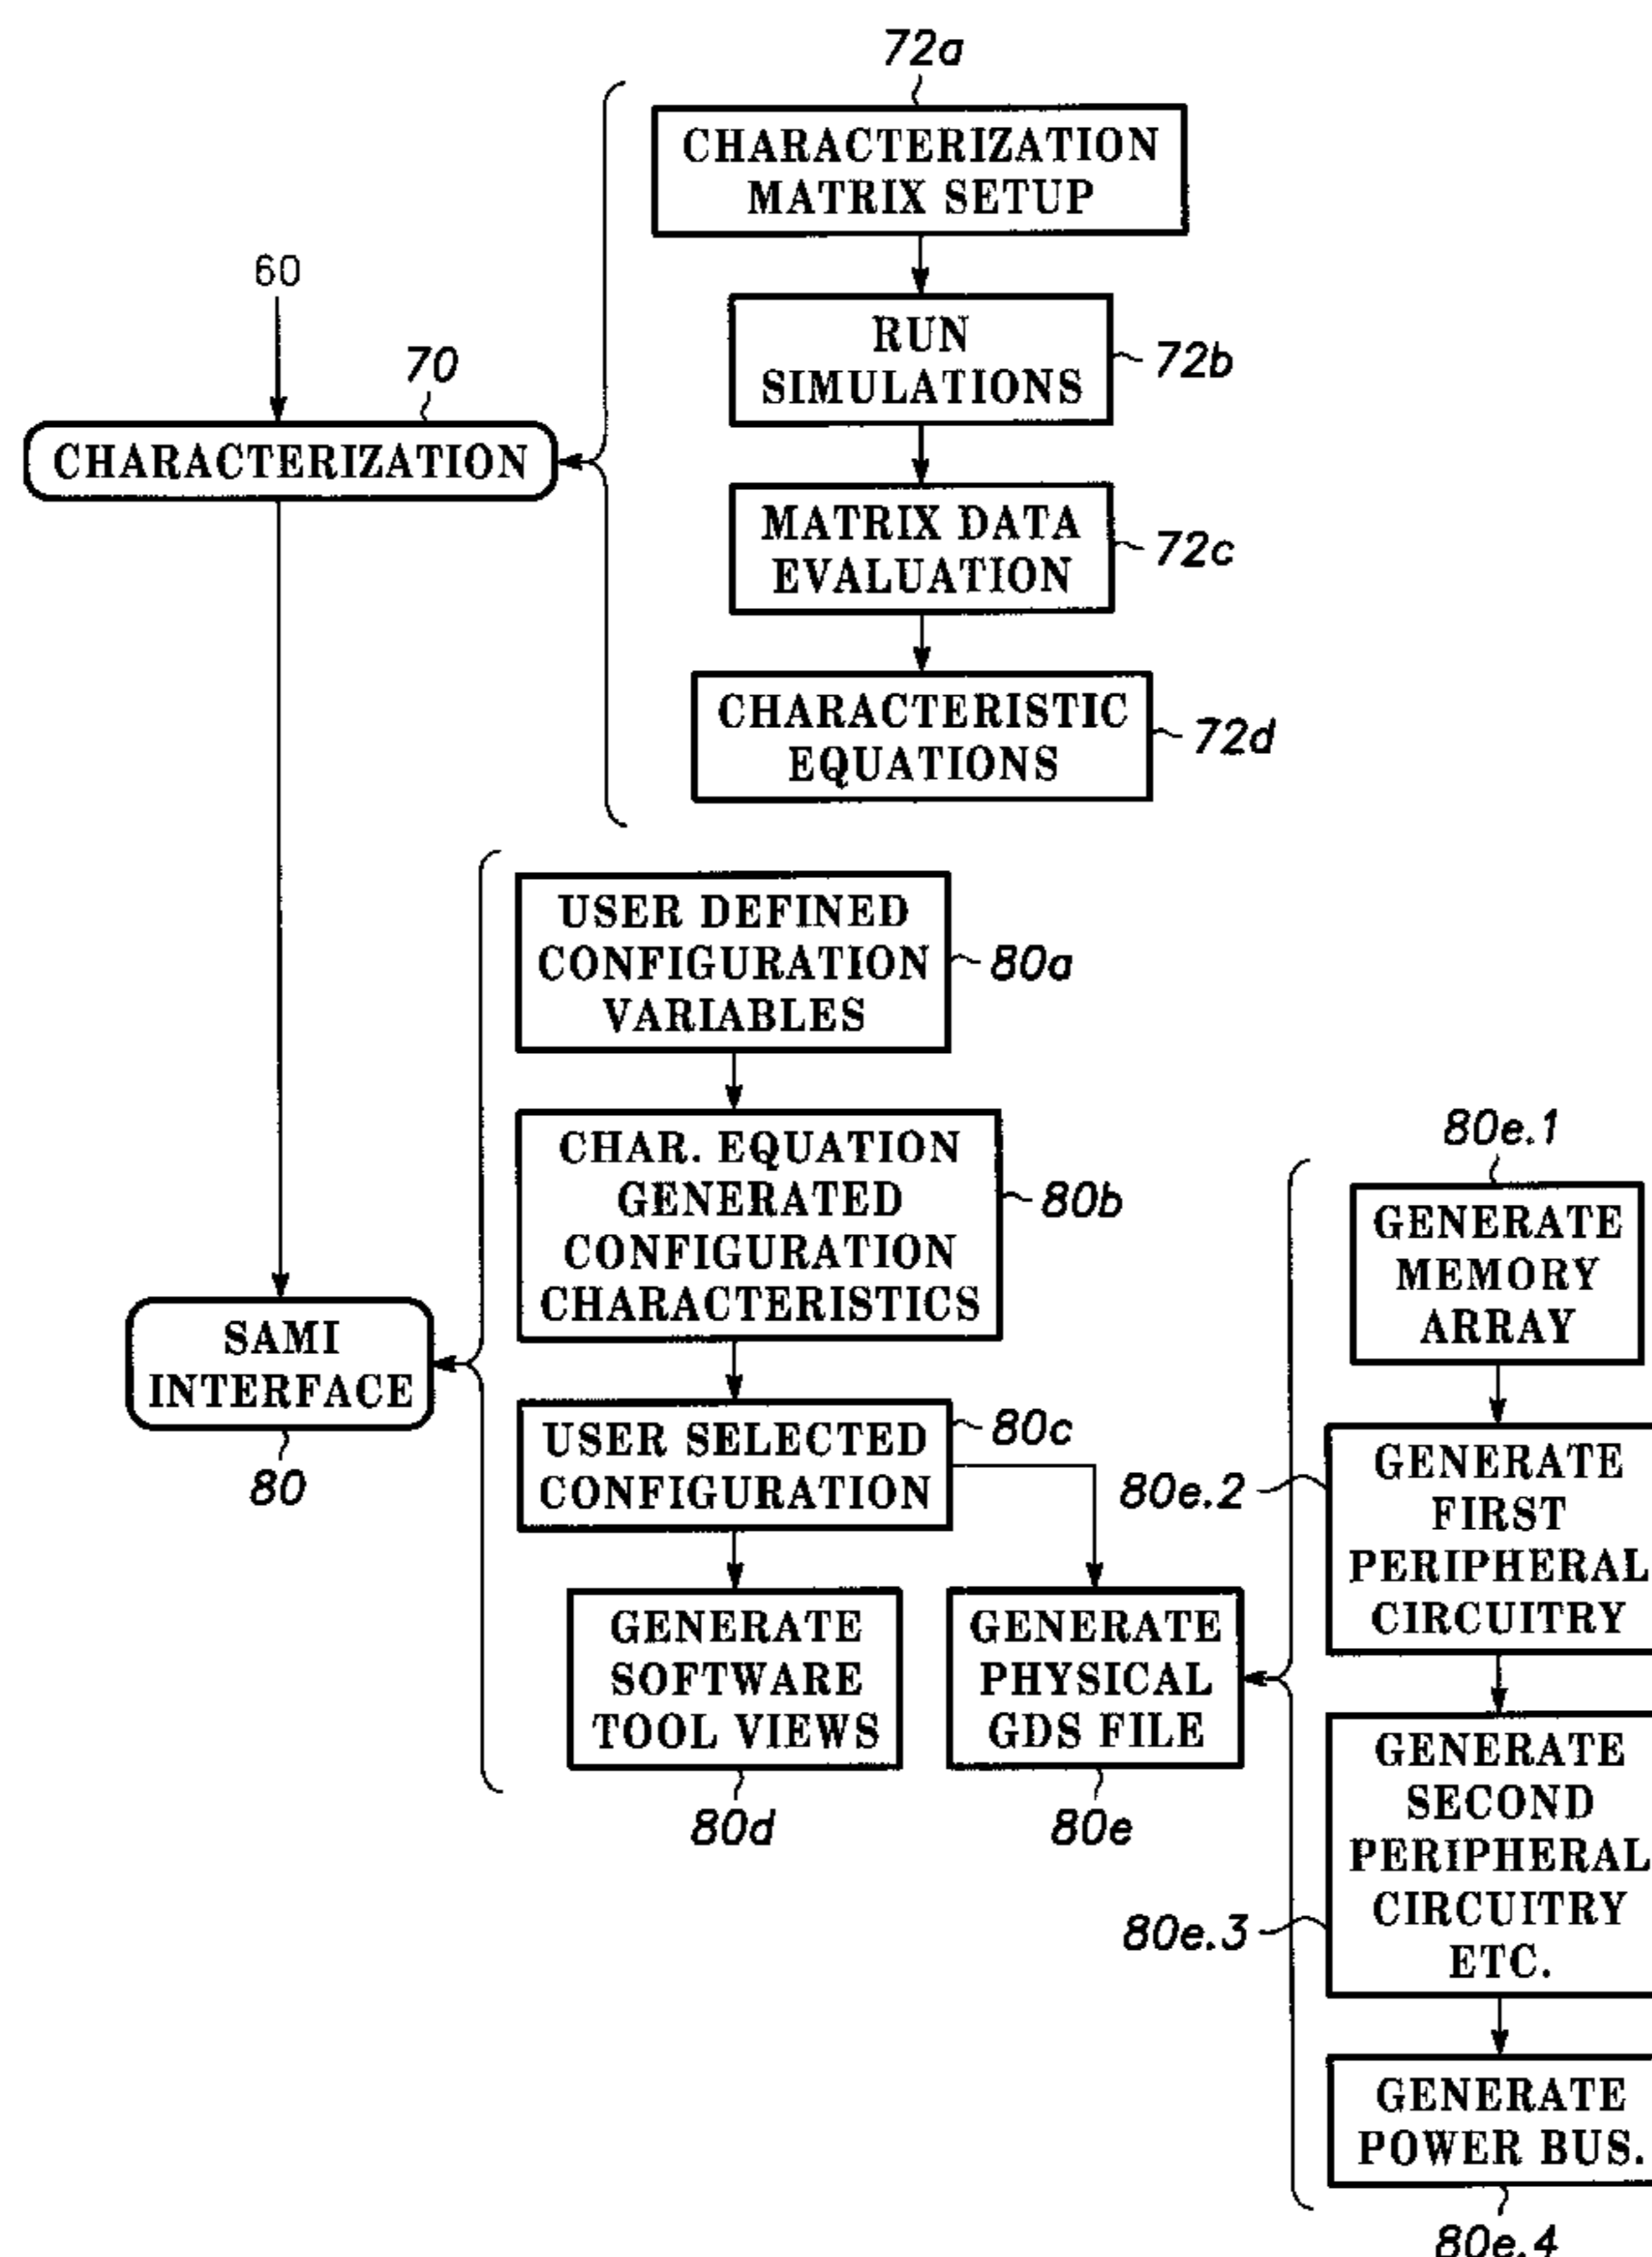 72a
CHARACTERIZATION
MATRIX SETUP
60
RUN
SIMULATIONS
72b
70
CHARACTERIZATION
MATRIX DATA
EVALUATION
72c
CHARACTERISTIC
EQUATIONS
72d
USER DEFINED
CONFIGURATION
VARIABLES
80a
CHAR. EQUATION
GENERATED
CONFIGURATION
CHARACTERISTICS
80b
SAMI
INTERFACE
80
USER SELECTED
CONFIGURATION
80c
GENERATE
SOFTWARE
TOOL VIEWS
80d
GENERATE
PHYSICAL
GDS FILE
80e
80e.1
GENERATE
MEMORY
ARRAY
80e.2
GENERATE
FIRST
PERIPHERAL
CIRCUITRY
80e.3
GENERATE
SECOND
PERIPHERAL
CIRCUITRY
ETC.
GENERATE
POWER BUS.
80e.4